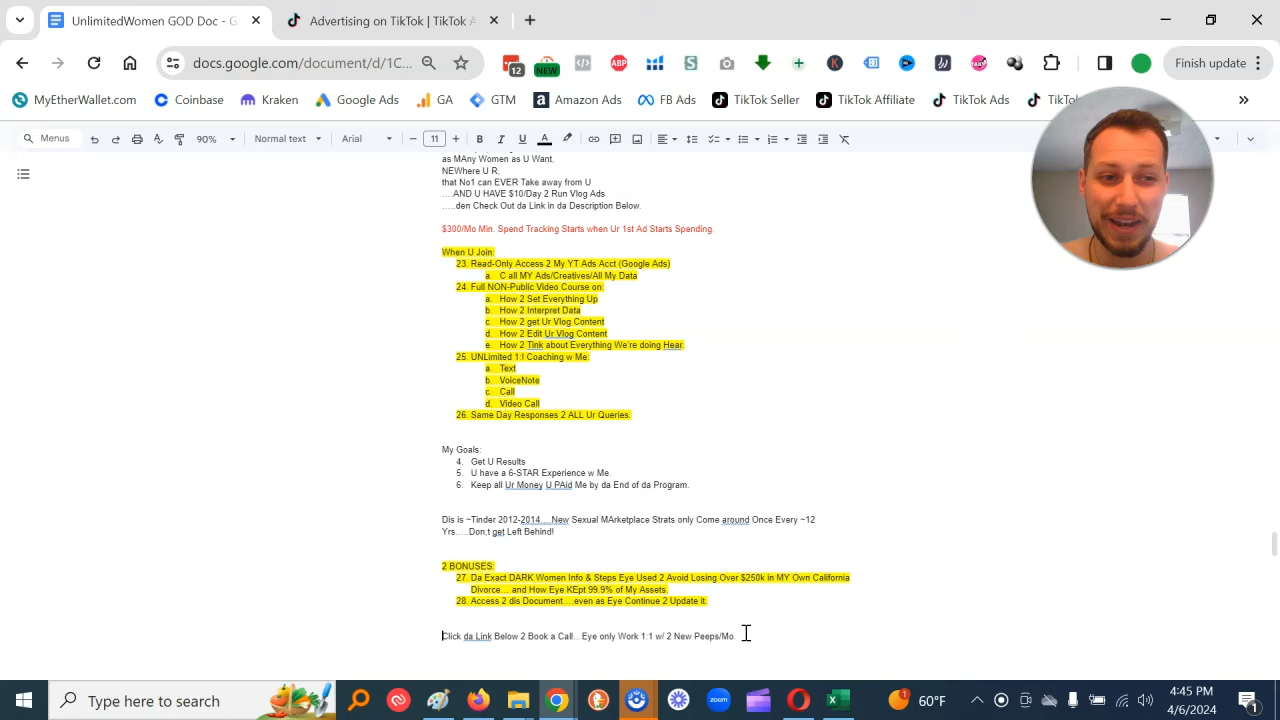 UnlimitedWomen GOD Doc - G
Advertising on TikTok | TikTok A
docs.google.com/document/d/1C...
12
NEW
ABP
Finish update
MyEtherWallet.com
Coinbase
Kraken
Google Ads
GA
GTM
Amazon Ads
FB Ads
TikTok Seller
TikTok Affiliate
TikTok Ads
Menus
90%
Normal text
Arial
11
as MAny Women as U Want,
NEWhere U R,
that No1 can EVER Take away from U
….AND U HAVE $10/Day 2 Run Vlog Ads
…..den Check Out da Link in da Description Below.
$300/Mo Min. Spend Tracking Starts when Ur 1st Ad Starts Spending.
When U Join:
23. Read-Only Access 2 My YT Ads Acct (Google Ads)
a. C all MY Ads/Creatives/All My Data
24. Full NON-Public Video Course on:
a. How 2 Set Everything Up
b. How 2 Interpret Data
c. How 2 get Ur Vlog Content
d. How 2 Edit Ur Vlog Content
e. How 2 Tink about Everything We're doing Hear.
25. UNLimited 1:! Coaching w Me:
a. Text
b. VoiceNote
c. Call
d. Video Call
26. Same Day Responses 2 ALL Ur Queries.
My Goals:
4. Get U Results
5. U have a 6-STAR Experience w Me.
6. Keep all Ur Money U PAid Me by da End of da Program.
Dis is ~Tinder 2012-2014….New Sexual MArketplace Strats only Come around Once Every ~12
Yrs…..Don;t get Left Behind!
2 BONUSES:
27. Da Exact DARK Women Info & Steps Eye Used 2 Avoid Losing Over $250k in MY Own California
Divorce… and How Eye KEpt 99.9% of My Assets.
28. Access 2 dis Document….even as Eye Continue 2 Update it.
Click da Link Below 2 Book a Call…Eye only Work 1:1 w/ 2 New Peeps/Mo.
Type here to search
zoom
1
60°F
4:45 PM
4/6/2024
1